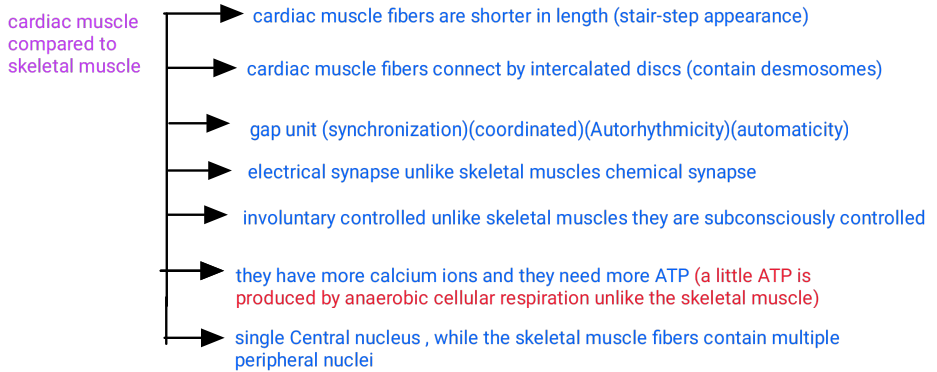 cardiac muscle
compared to
skeletal muscle
cardiac muscle fibers are shorter in length (stair-step appearance)
cardiac muscle fibers connect by intercalated discs (contain desmosomes)
gap unit (synchronization)(coordinated)(Autorhythmicity)(automaticity)
electrical synapse unlike skeletal muscles chemical synapse
involuntary controlled unlike skeletal muscles they are subconsciously controlled
they have more calcium ions and they need more ATP (a little ATP is
produced by anaerobic cellular respiration unlike the skeletal muscle)
single Central nucleus , while the skeletal muscle fibers contain multiple
peripheral nuclei